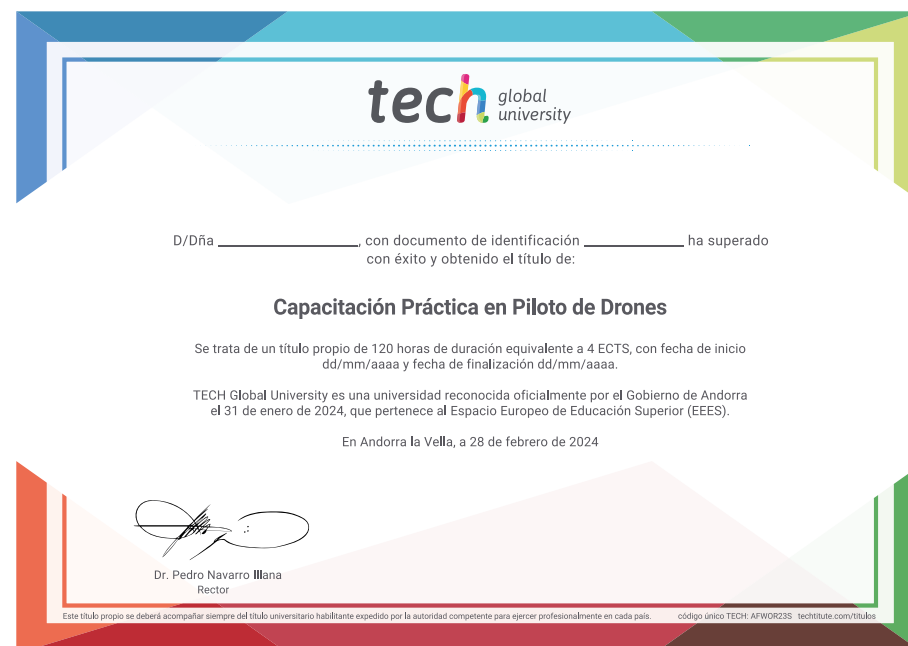 tech global university
D/Dña ____________________, con documento de identificación ______________ ha superado
con éxito y obtenido el título de:
Capacitación Práctica en Piloto de Drones
Se trata de un título propio de 120 horas de duración equivalente a 4 ECTS, con fecha de inicio
dd/mm/aaaa y fecha de finalización dd/mm/aaaa.
TECH Global University es una universidad reconocida oficialmente por el Gobierno de Andorra
el 31 de enero de 2024, que pertenece al Espacio Europeo de Educación Superior (EEES).
En Andorra la Vella, a 28 de febrero de 2024
Dr. Pedro Navarro Illana
Rector
Este título propio se deberá acompañar siempre del título universitario habilitante expedido por la autoridad competente para ejercer profesionalmente en cada país. código único TECH: AFWOR23S techtitute.com/titulos